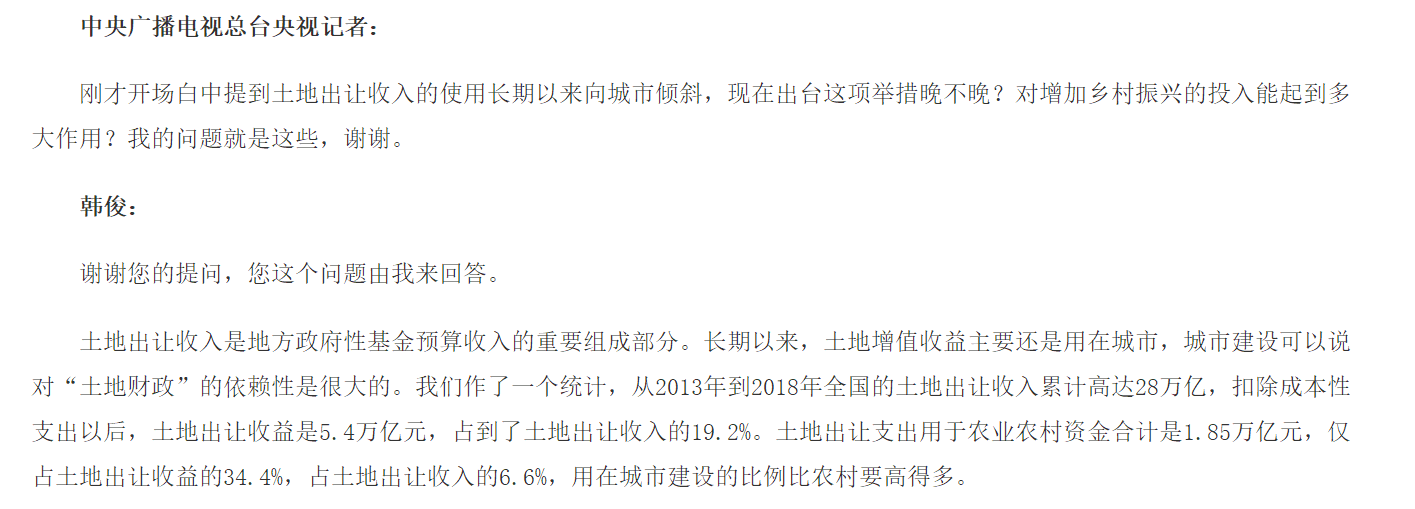 中央广播电视总台央视记者：
刚才开场白中提到土地出让收入的使用长期以来向城市倾斜，现在出台这项举措晚不晚？对增加乡村振兴的投入能起到多
大作用？我的问题就是这些，谢谢。
韩俊：
谢谢您的提问，您这个问题由我来回答。
土地出让收入是地方政府性基金预算收入的重要组成部分。长期以来，土地增值收益主要还是用在城市，城市建设可以说
对“土地财政”的依赖性是很大的。我们作了一个统计，从2013年到2018年全国的土地出让收入累计高达28万亿，扣除成本性
支出以后，土地出让收益是5.4万亿元，占到了土地出让收入的19.2%。土地出让支出用于农业农村资金合计是1.85万亿元，仅
占土地出让收益的34.4%，占土地出让收入的6.6%，用在城市建设的比例比农村要高得多。